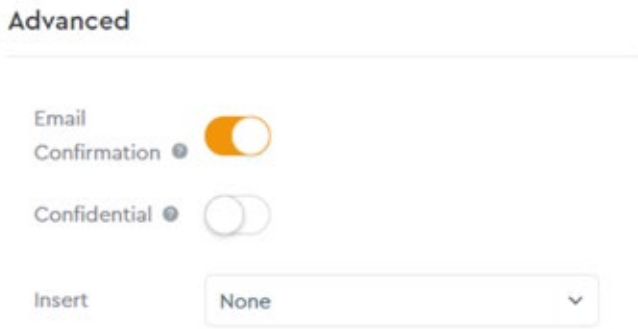 Advanced
Email
Confirmation ?
Confidential ?
Insert None